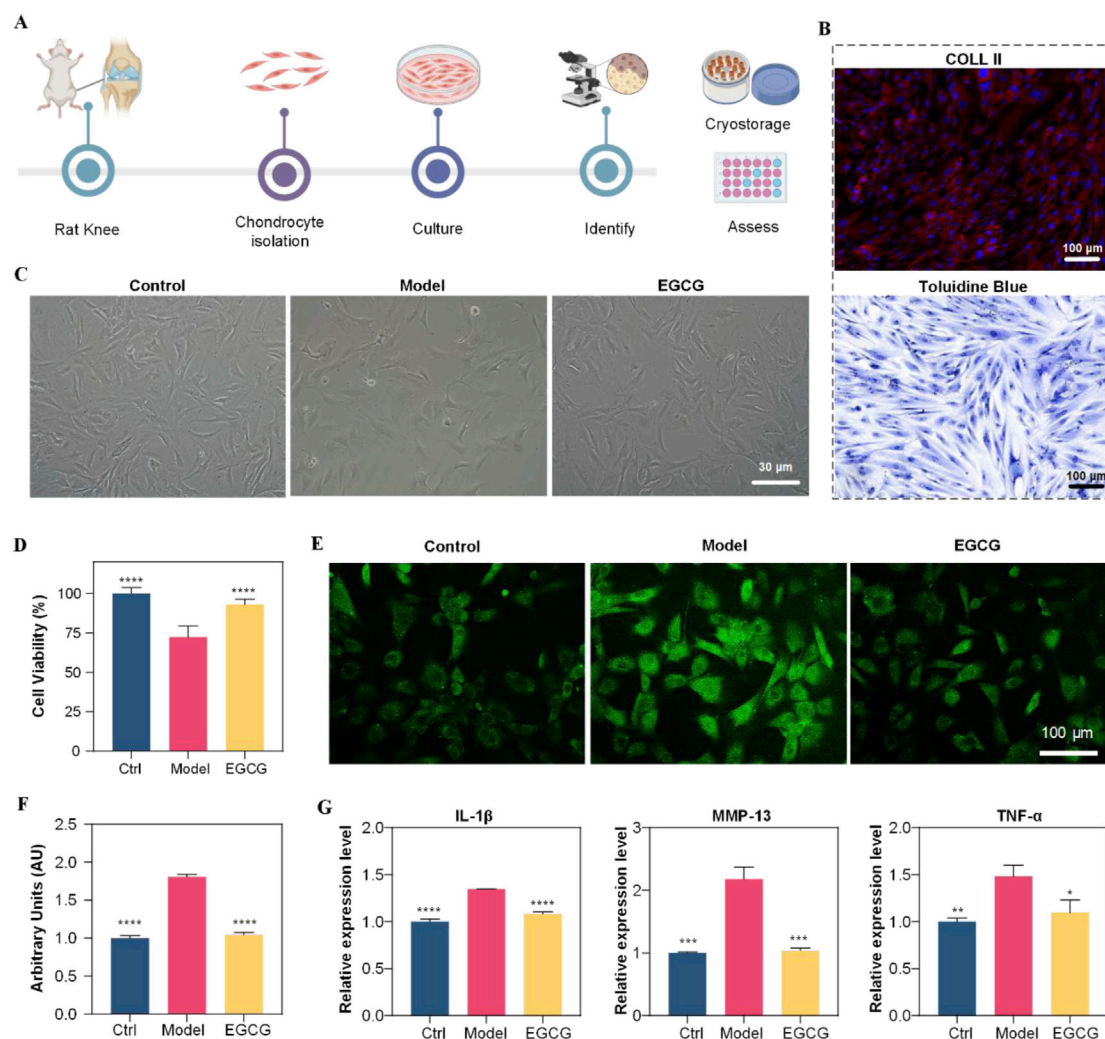 A
Rat Knee
Chondrocyte
isolation
Culture
Identify
Cryostorage
Assess
B
COLL II
100 μm
Toluidine Blue
100 μm
C
Control
Model
EGCG
30 μm
D
Cell Viability (%)
100
75
50
25
0
****
****
Ctrl
Model
EGCG
E
Control
Model
EGCG
100 μm
F
Arbitrary Units (AU)
2.5
2.0
1.5
1.0
0.5
0.0
****
****
Ctrl
Model
EGCG
G
IL-1β
Relative expression level
2.0
1.5
1.0
0.5
0.0
****
****
Ctrl
Model
EGCG
MMP-13
Relative expression level
3
2
1
0
***
***
Ctrl
Model
EGCG
TNF-α
Relative expression level
2.0
1.5
1.0
0.5
0.0
**
*
Ctrl
Model
EGCG